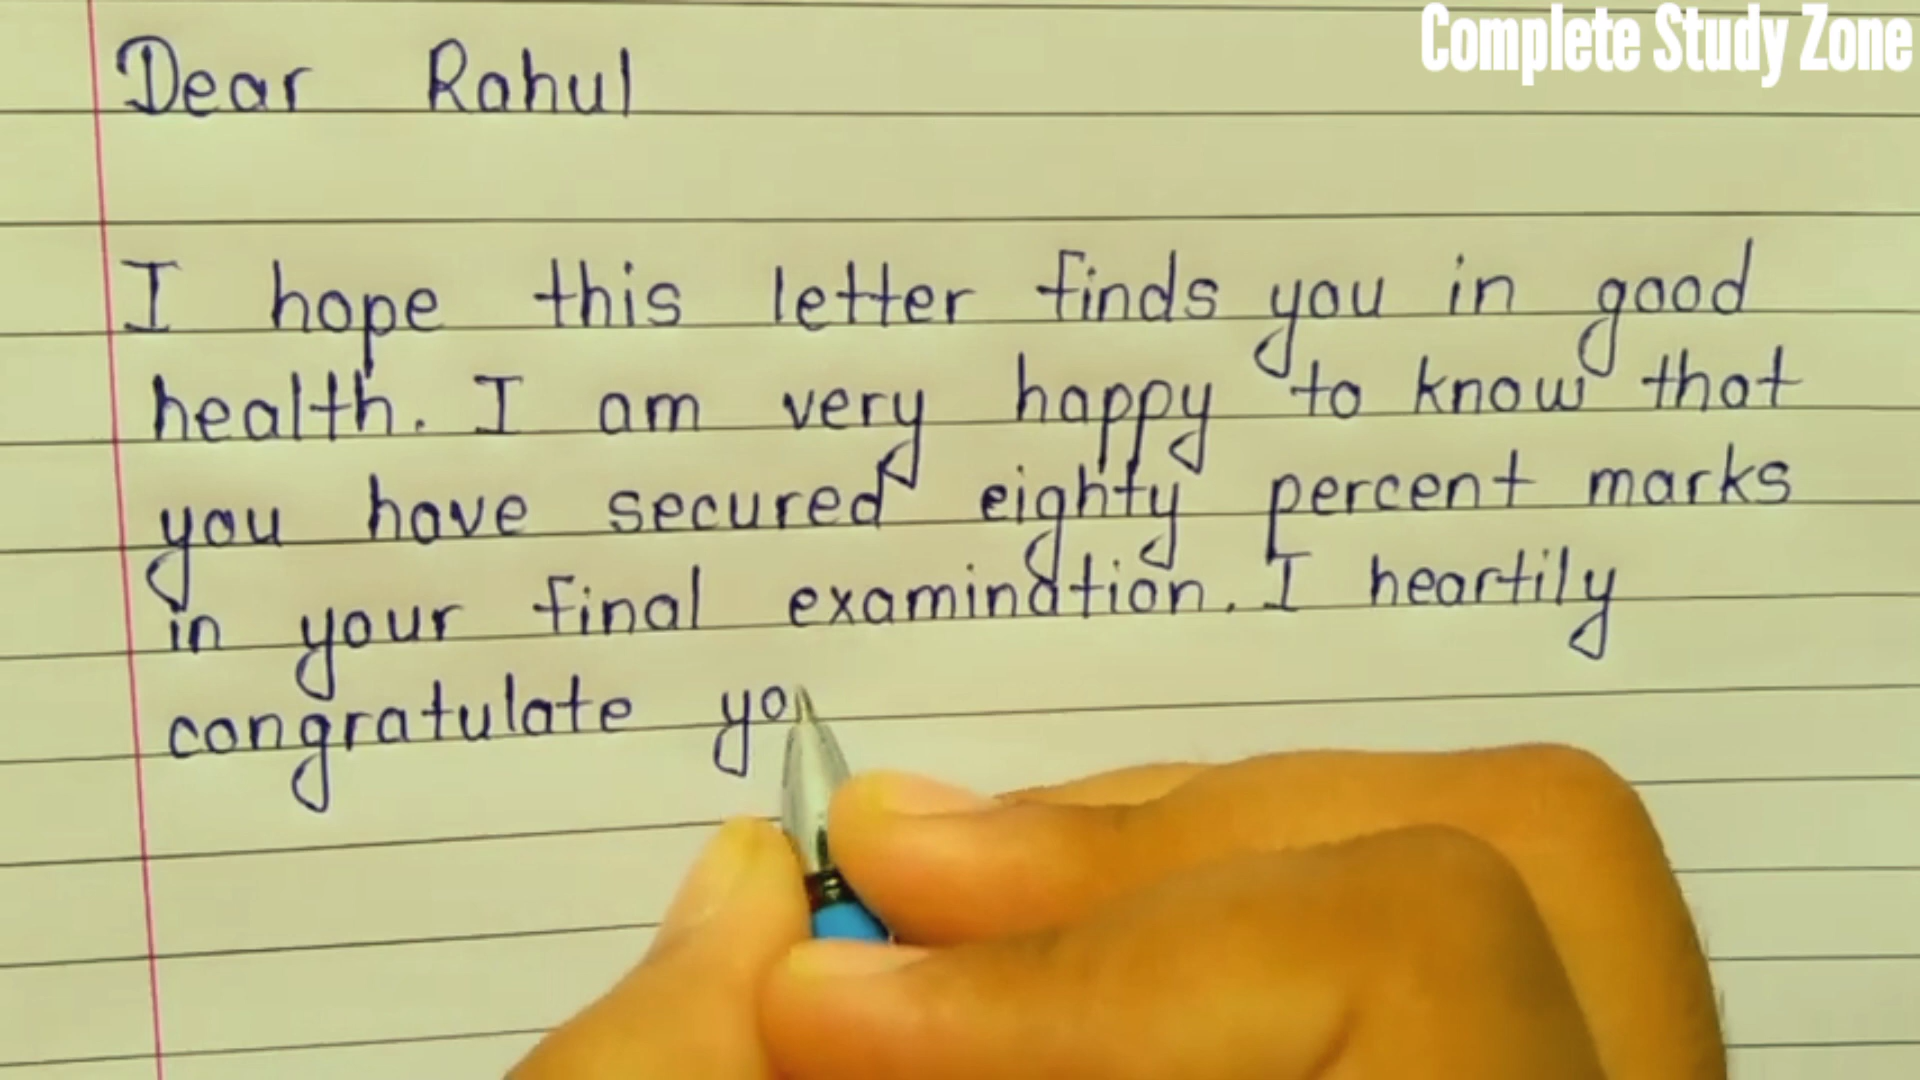 Complete Study Zone
Dear Rahul
I hope this letter finds you in good
health. I am very happy to know that
you have secured eighty percent marks
in your final examination. I heartily
congratulate yo